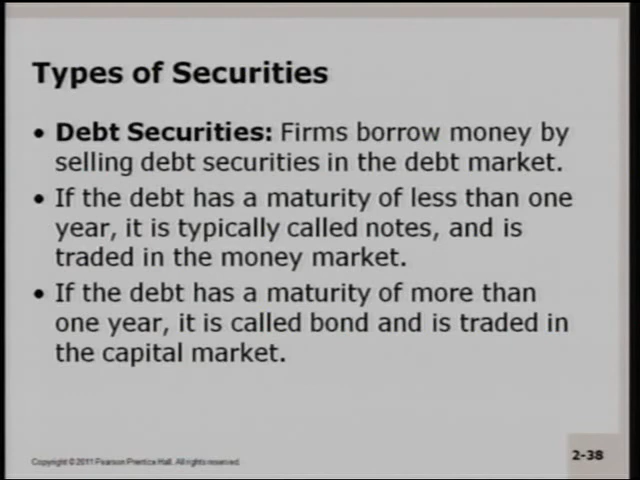 Types of Securities
• Debt Securities: Firms borrow money by
selling debt securities in the debt market.
• If the debt has a maturity of less than one
year, it is typically called notes, and is
traded in the money market.
• If the debt has a maturity of more than
one year, it is called bond and is traded in
the capital market.
Copyright © 2011 Pearson Prentice Hall. All rights reserved.
2-38